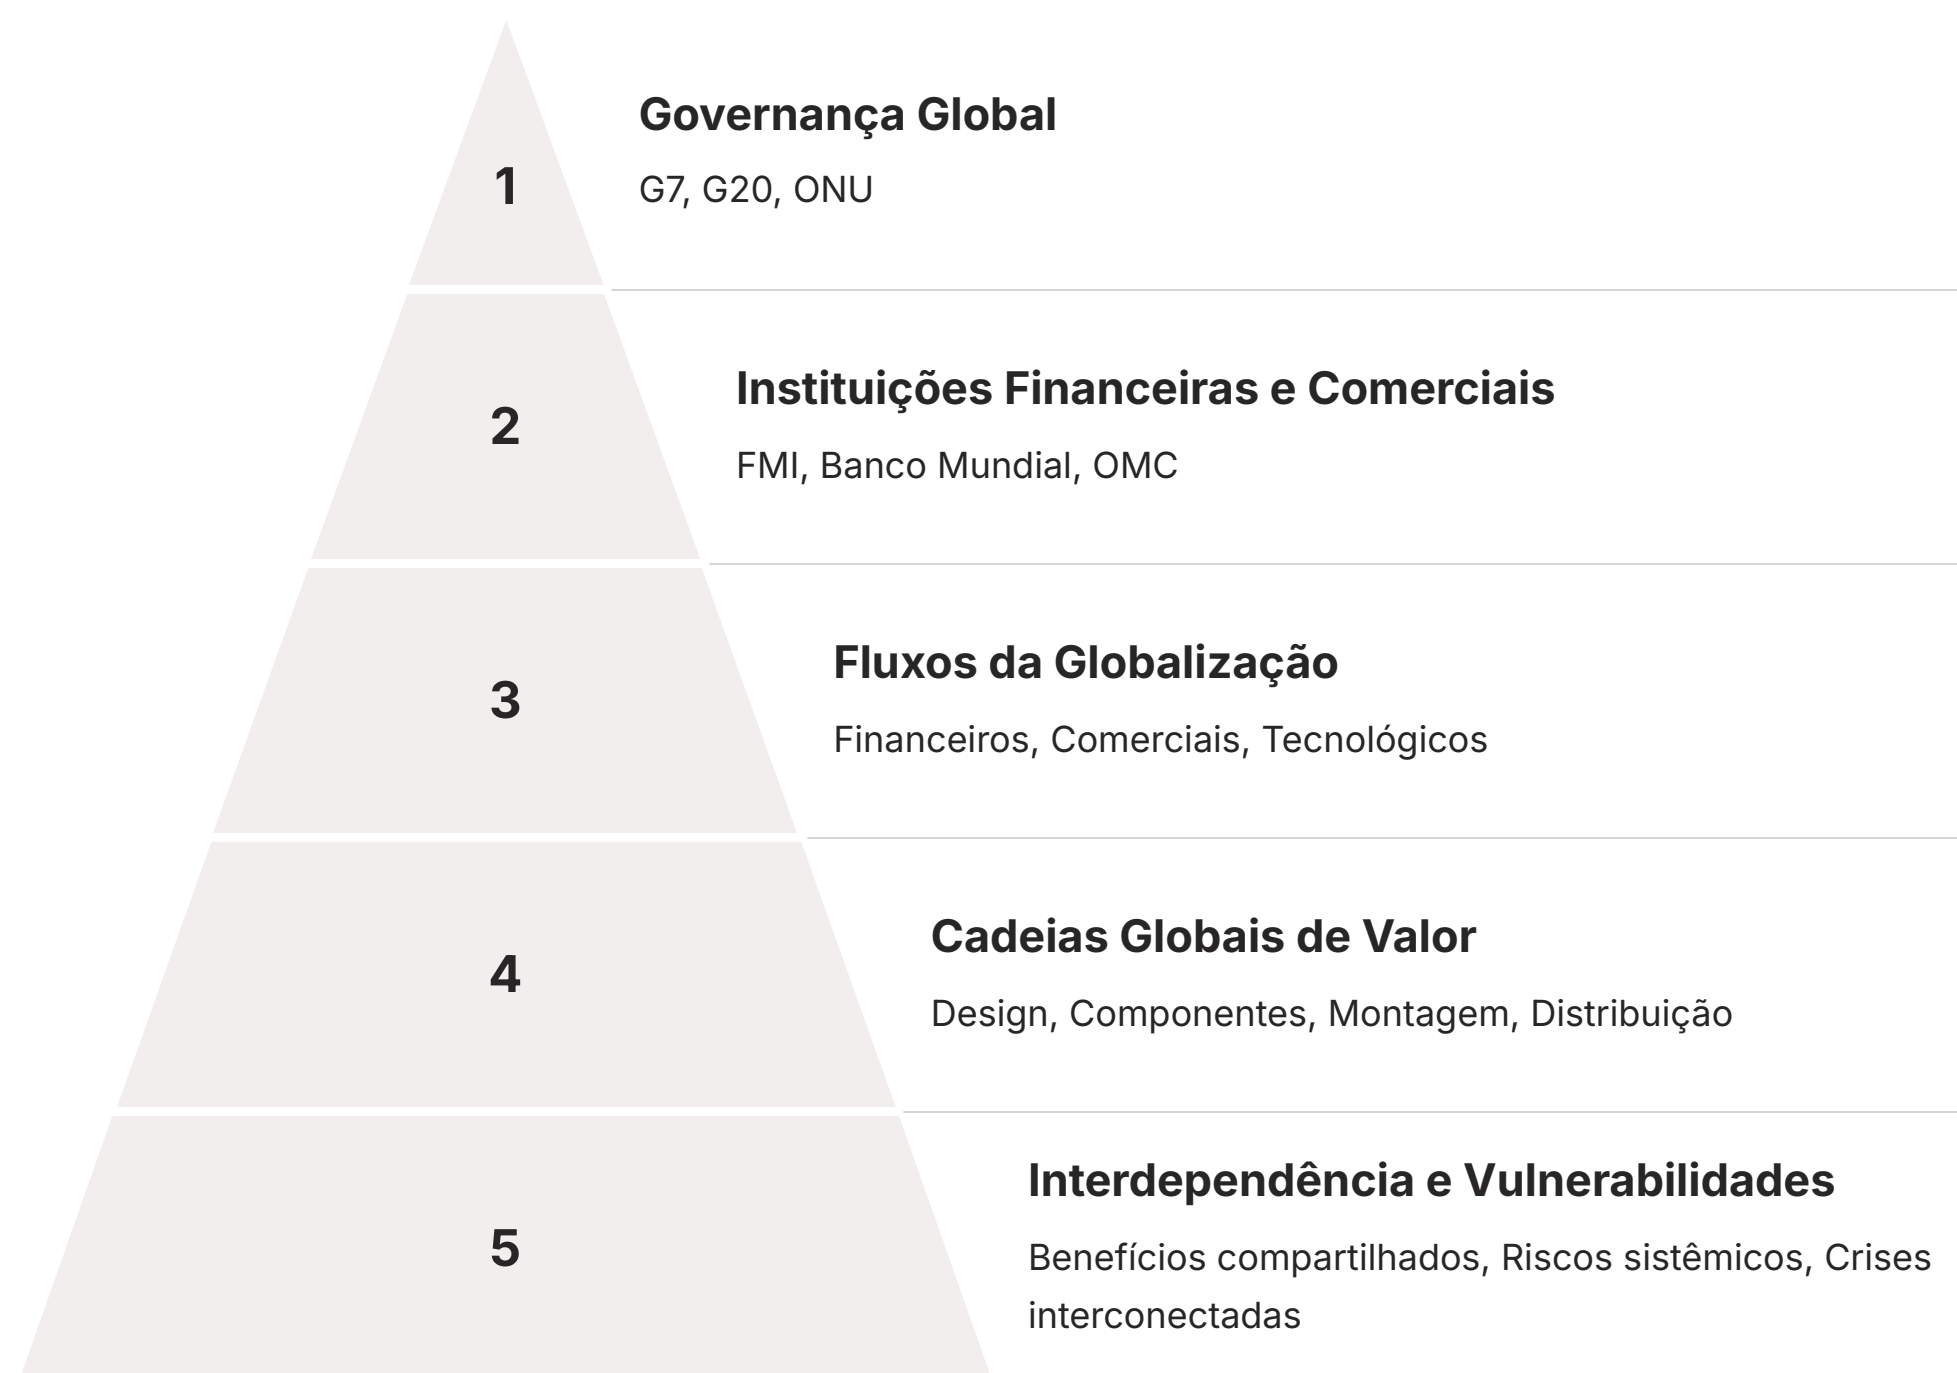 1
Governança Global
G7, G20, ONU
2
Instituições Financeiras e Comerciais
FMI, Banco Mundial, OMC
3
Fluxos da Globalização
Financeiros, Comerciais, Tecnológicos
4
Cadeias Globais de Valor
Design, Componentes, Montagem, Distribuição
5
Interdependência e Vulnerabilidades
Benefícios compartilhados, Riscos sistêmicos, Crises
interconectadas